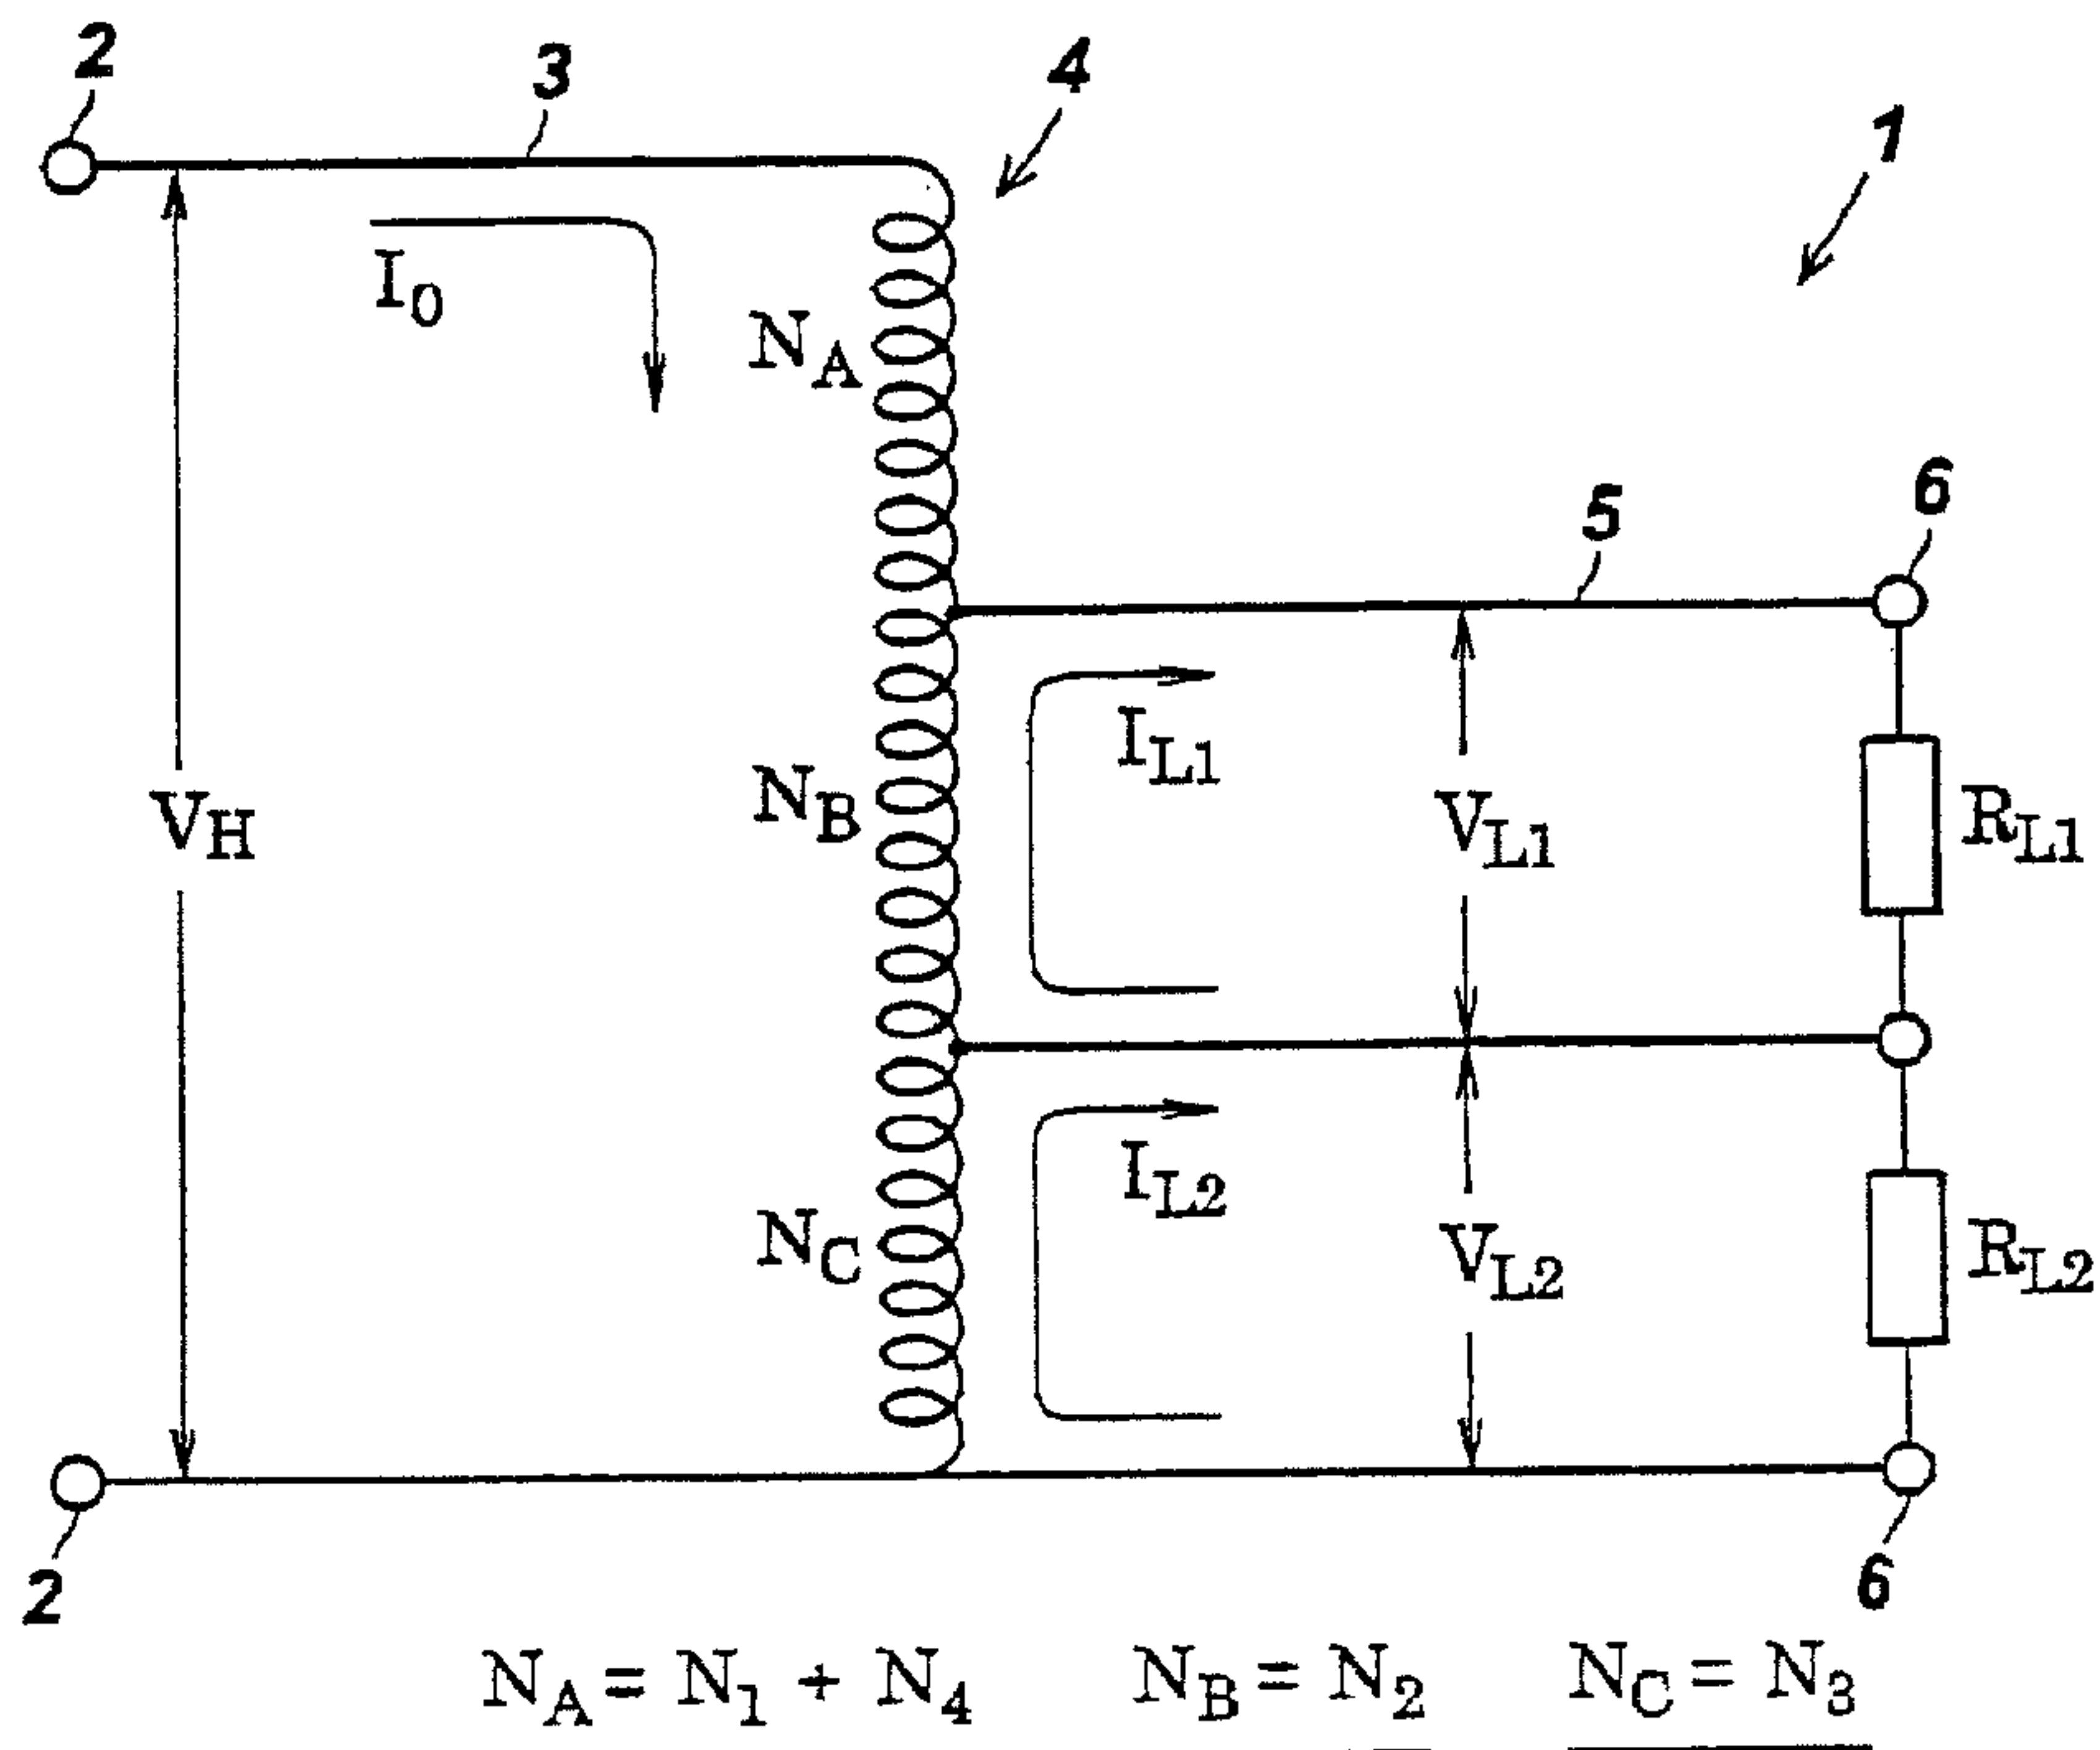 2
3
4
1
I0
NA
5
6
IL1
NB
VH
VL1
RL1
IL2
NC
VL2
RL2
2
6
NA = N1 + N4 NB = N2 NC = N3